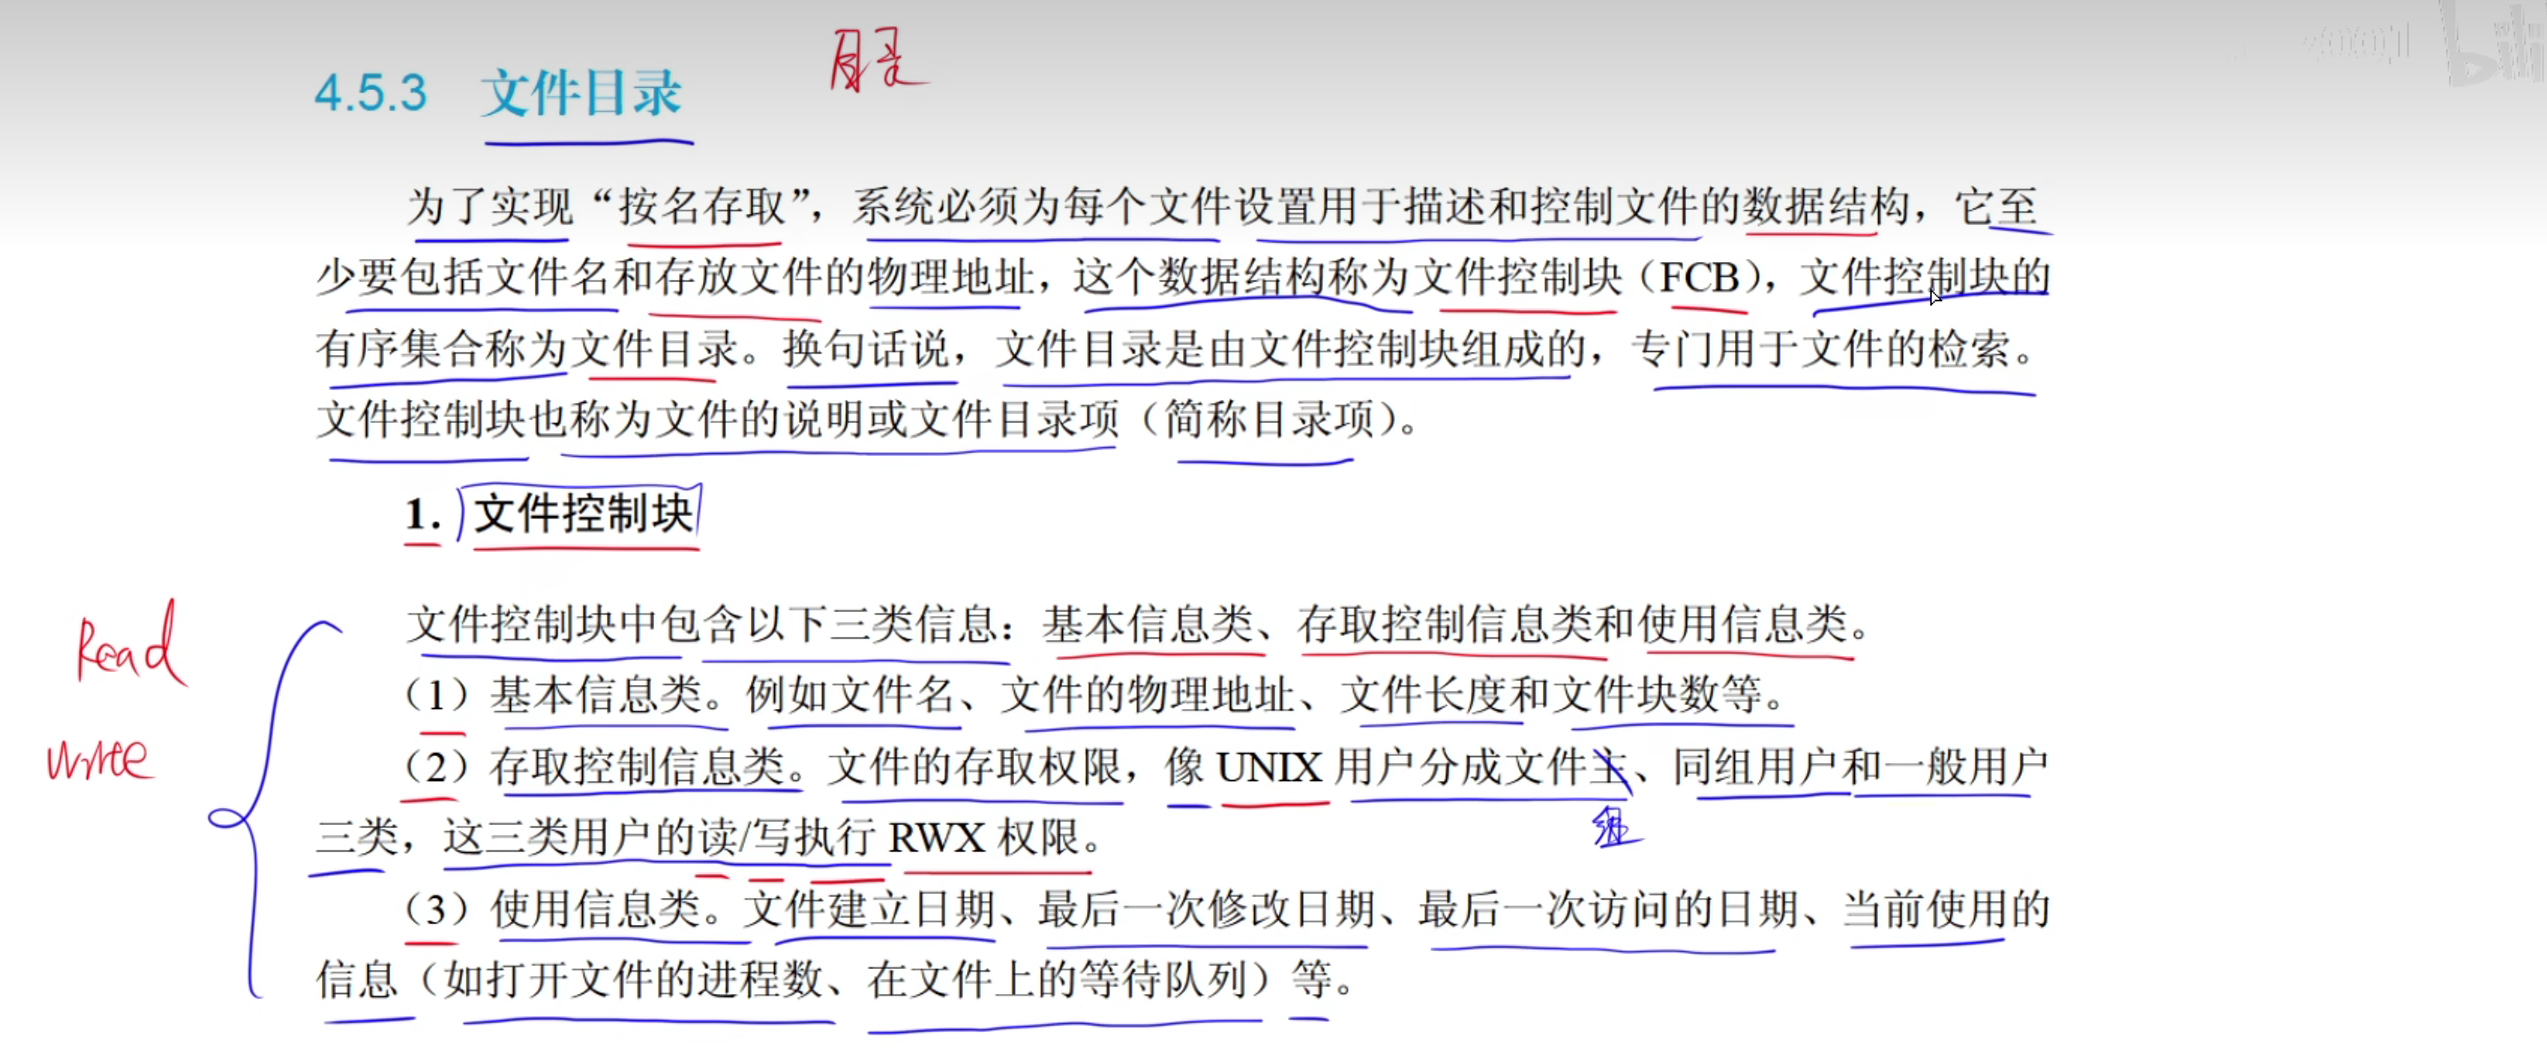 目录
4.5.3 文件目录
为了实现“按名存取”，系统必须为每个文件设置用于描述和控制文件的数据结构，它至
少要包括文件名和存放文件的物理地址，这个数据结构称为文件控制块（FCB），文件控制块的
有序集合称为文件目录。换句话说，文件目录是由文件控制块组成的，专门用于文件的检索。
文件控制块也称为文件的说明或文件目录项（简称目录项）。
1. 文件控制块
文件控制块中包含以下三类信息：基本信息类、存取控制信息类和使用信息类。
Read
（1）基本信息类。例如文件名、文件的物理地址、文件长度和文件块数等。
Write
（2）存取控制信息类。文件的存取权限，像 UNIX 用户分成文件主、同组用户和一般用户
组
三类，这三类用户的读/写执行 RWX 权限。
（3）使用信息类。文件建立日期、最后一次修改日期、最后一次访问的日期、当前使用的
信息（如打开文件的进程数、在文件上的等待队列）等。